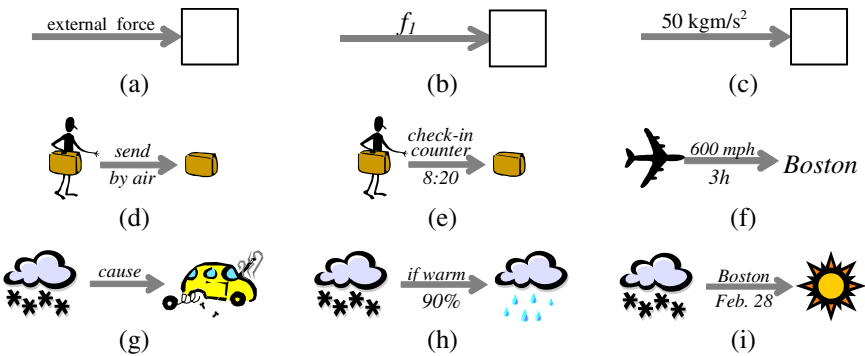 external force
f1
50 kgm/s²
(a)
(b)
(c)
send
by air
check-in
counter
8:20
600 mph
3h
Boston
(d)
(e)
(f)
cause
if warm
90%
Boston
Feb. 28
(g)
(h)
(i)